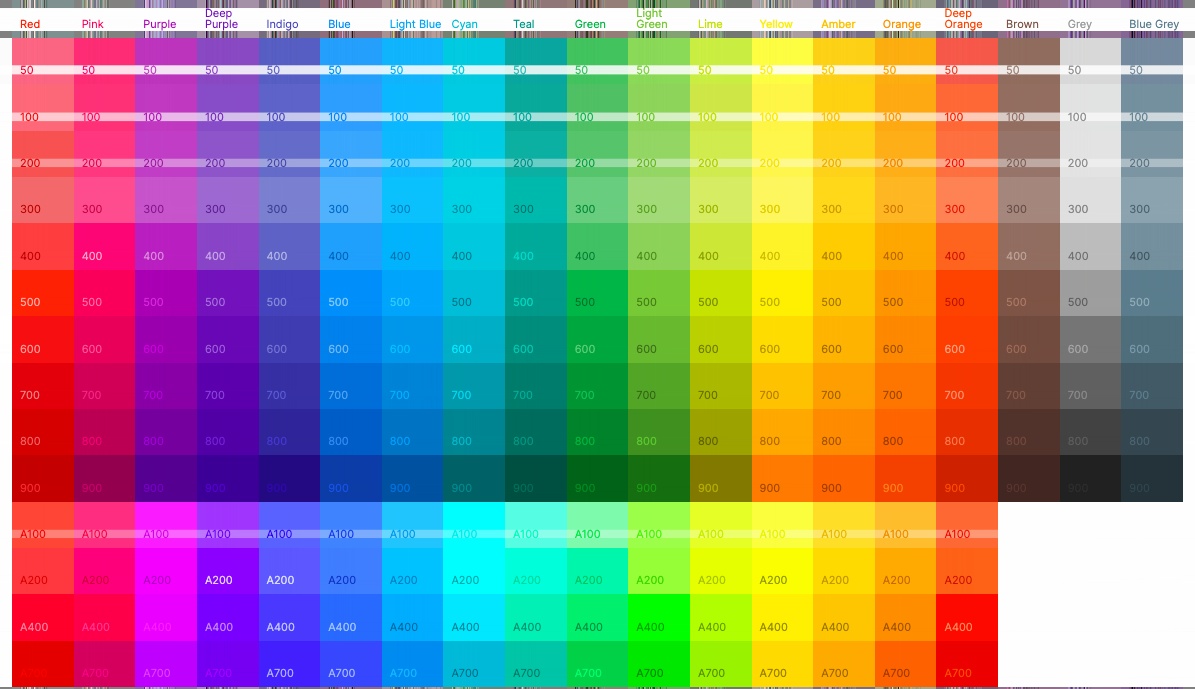 Red Pink Purple Deep Purple Indigo Blue Light Blue Cyan Teal Green Light Green Lime Yellow Amber Orange Deep Orange Brown Grey Blue Grey
50 50 50 50 50 50 50 50 50 50 50 50 50 50 50 50 50 50 50
100 100 100 100 100 100 100 100 100 100 100 100 100 100 100 100 100 100 100
200 200 200 200 200 200 200 200 200 200 200 200 200 200 200 200 200 200 200
300 300 300 300 300 300 300 300 300 300 300 300 300 300 300 300 300 300 300
400 400 400 400 400 400 400 400 400 400 400 400 400 400 400 400 400 400 400
500 500 500 500 500 500 500 500 500 500 500 500 500 500 500 500 500 500 500
600 600 600 600 600 600 600 600 600 600 600 600 600 600 600 600 600 600 600
700 700 700 700 700 700 700 700 700 700 700 700 700 700 700 700 700 700 700
800 800 800 800 800 800 800 800 800 800 800 800 800 800 800 800 800 800 800
900 900 900 900 900 900 900 900 900 900 900 900 900 900 900 900 900 900 900
A100 A100 A100 A100 A100 A100 A100 A100 A100 A100 A100 A100 A100 A100 A100 A100
A200 A200 A200 A200 A200 A200 A200 A200 A200 A200 A200 A200 A200 A200 A200 A200
A400 A400 A400 A400 A400 A400 A400 A400 A400 A400 A400 A400 A400 A400 A400 A400
A700 A700 A700 A700 A700 A700 A700 A700 A700 A700 A700 A700 A700 A700 A700 A700